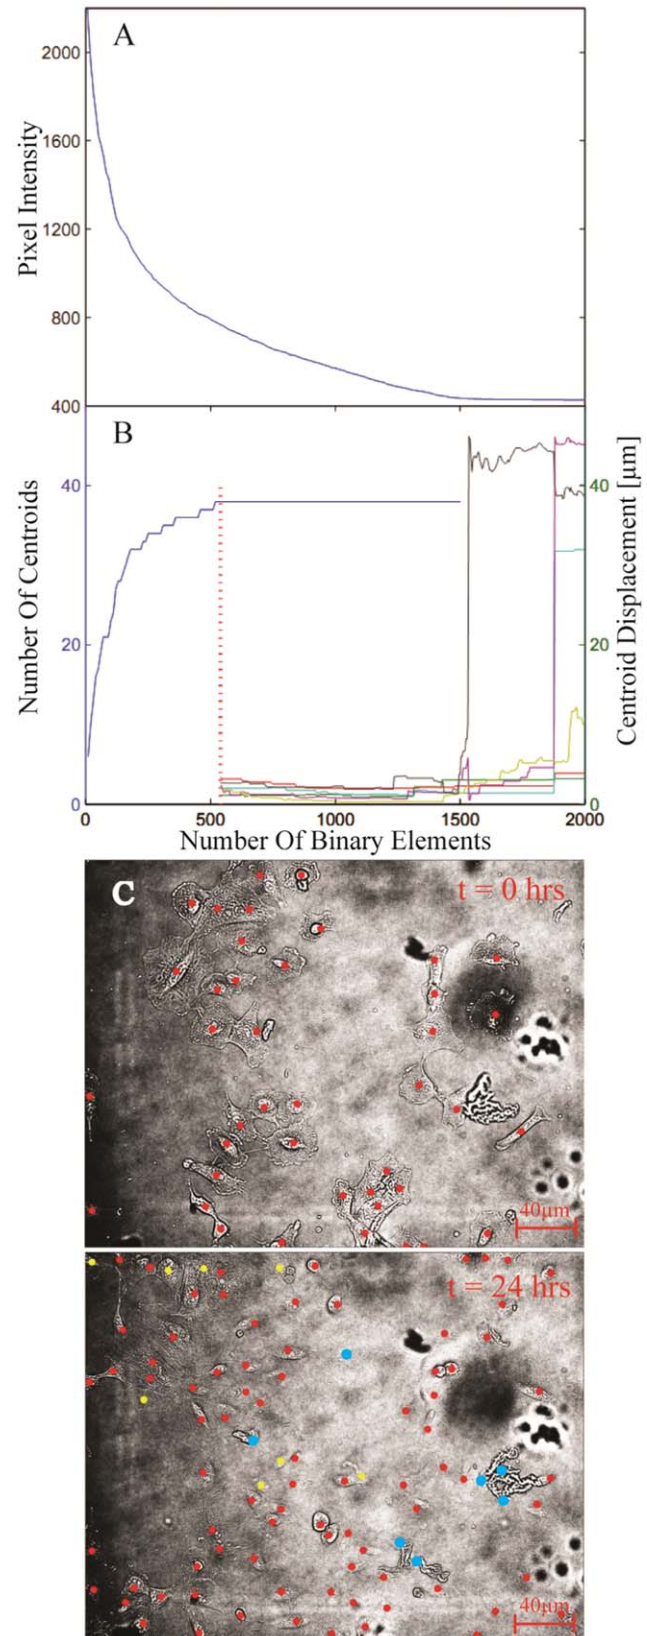 A
2000
1600
1200
800
400
Pixel Intensity
B
40
20
0
Number Of Centroids
40
20
0
Centroid Displacement [μm]
0
500
1000
1500
2000
Number Of Binary Elements
C
t = 0 hrs
40μm
t = 24 hrs
40μm